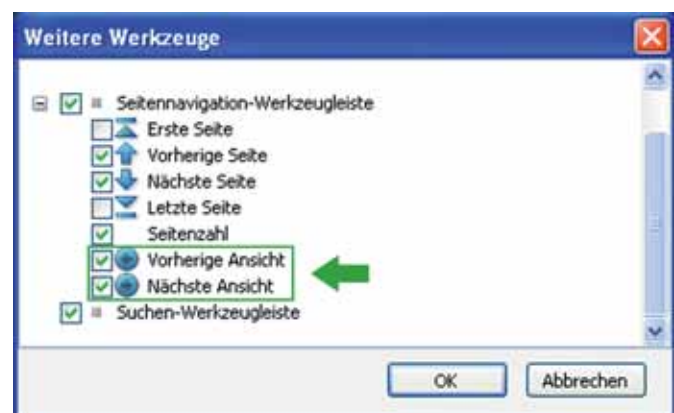 Weitere Werkzeuge
Seitennavigation-Werkzeugleiste
Erste Seite
Vorherige Seite
Nächste Seite
Letzte Seite
Seitenzahl
Vorherige Ansicht
Nächste Ansicht
Suchen-Werkzeugleiste
OK Abbrechen